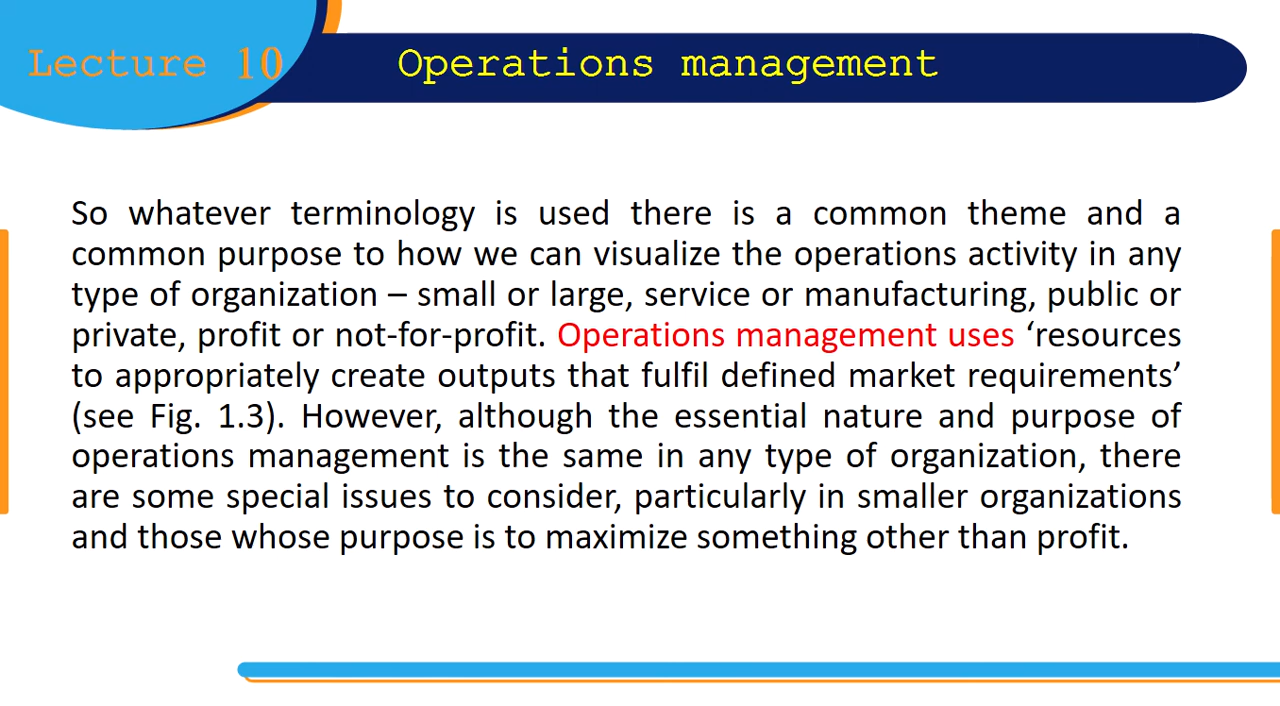 Lecture 10
Operations management
So whatever terminology is used there is a common theme and a
common purpose to how we can visualize the operations activity in any
type of organization – small or large, service or manufacturing, public or
private, profit or not-for-profit. Operations management uses ‘resources
to appropriately create outputs that fulfil defined market requirements’
(see Fig. 1.3). However, although the essential nature and purpose of
operations management is the same in any type of organization, there
are some special issues to consider, particularly in smaller organizations
and those whose purpose is to maximize something other than profit.